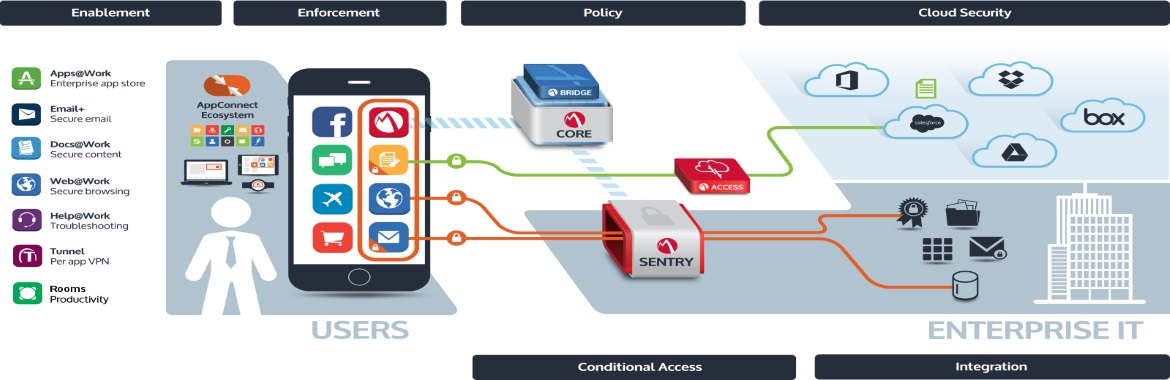 Enablement
Enforcement
Policy
Cloud Security
Apps@Work
Enterprise app store
Email+
Secure email
Docs@Work
Secure content
Web@Work
Secure browsing
Help@Work
Troubleshooting
Tunnel
Per app VPN
Rooms
Productivity
AppConnect
Ecosystem
BRIDGE
CORE
ACCESS
SENTRY
salesforce
box
USERS
ENTERPRISE IT
Conditional Access
Integration